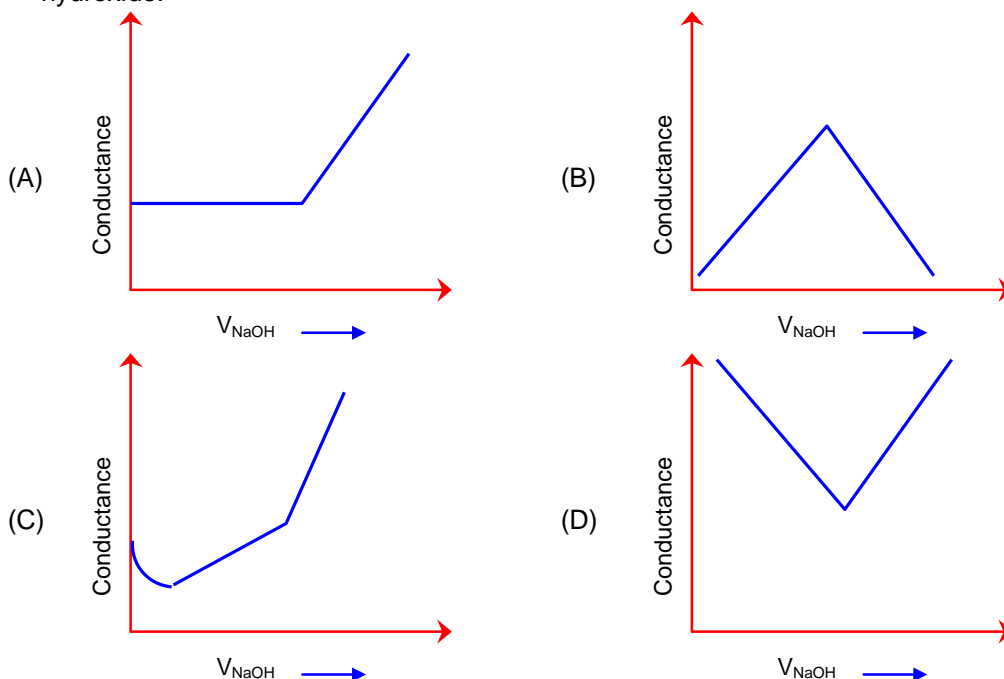 hydroxide.
(A)
Conductance
V_NaOH
(B)
Conductance
V_NaOH
(C)
Conductance
V_NaOH
(D)
Conductance
V_NaOH